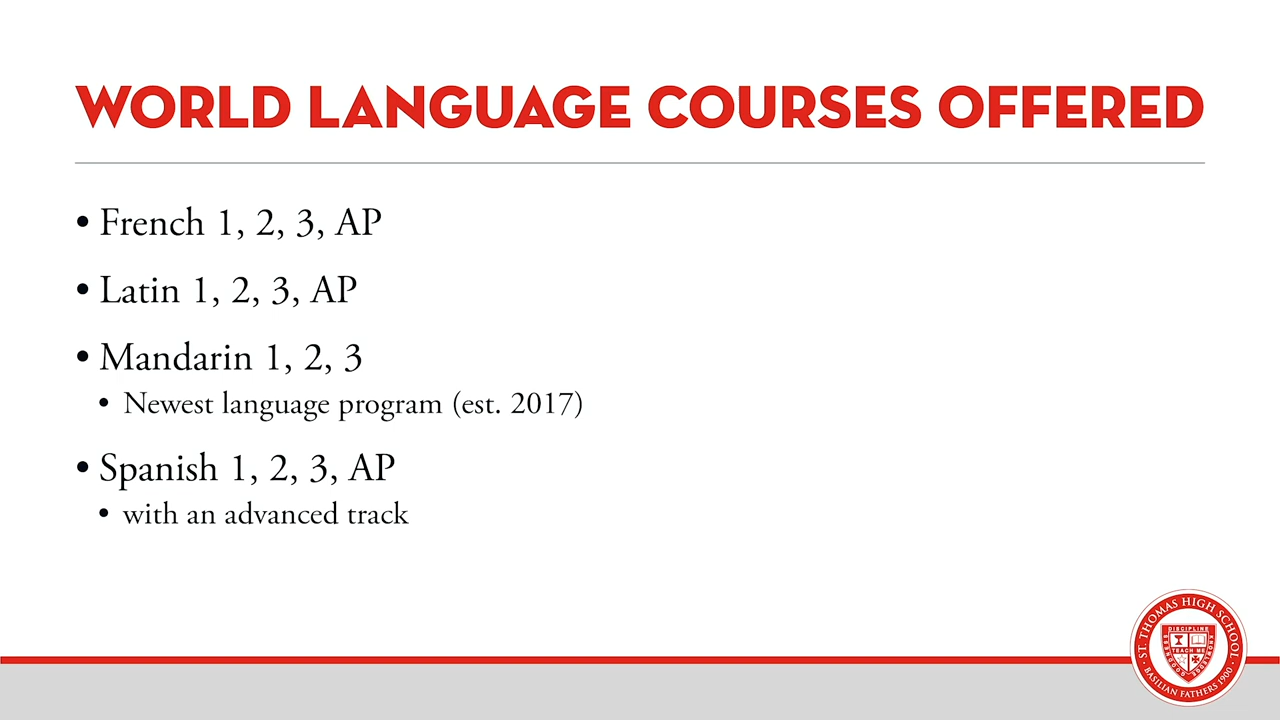 WORLD LANGUAGE COURSES OFFERED
• French 1, 2, 3, AP
• Latin 1, 2, 3, AP
• Mandarin 1, 2, 3
• Newest language program (est. 2017)
• Spanish 1, 2, 3, AP
• with an advanced track
ST. THOMAS HIGH SCHOOL
DISCIPLINE
TEACH ME
GOODNESS
KNOWLEDGE
BASILIAN FATHERS 1900